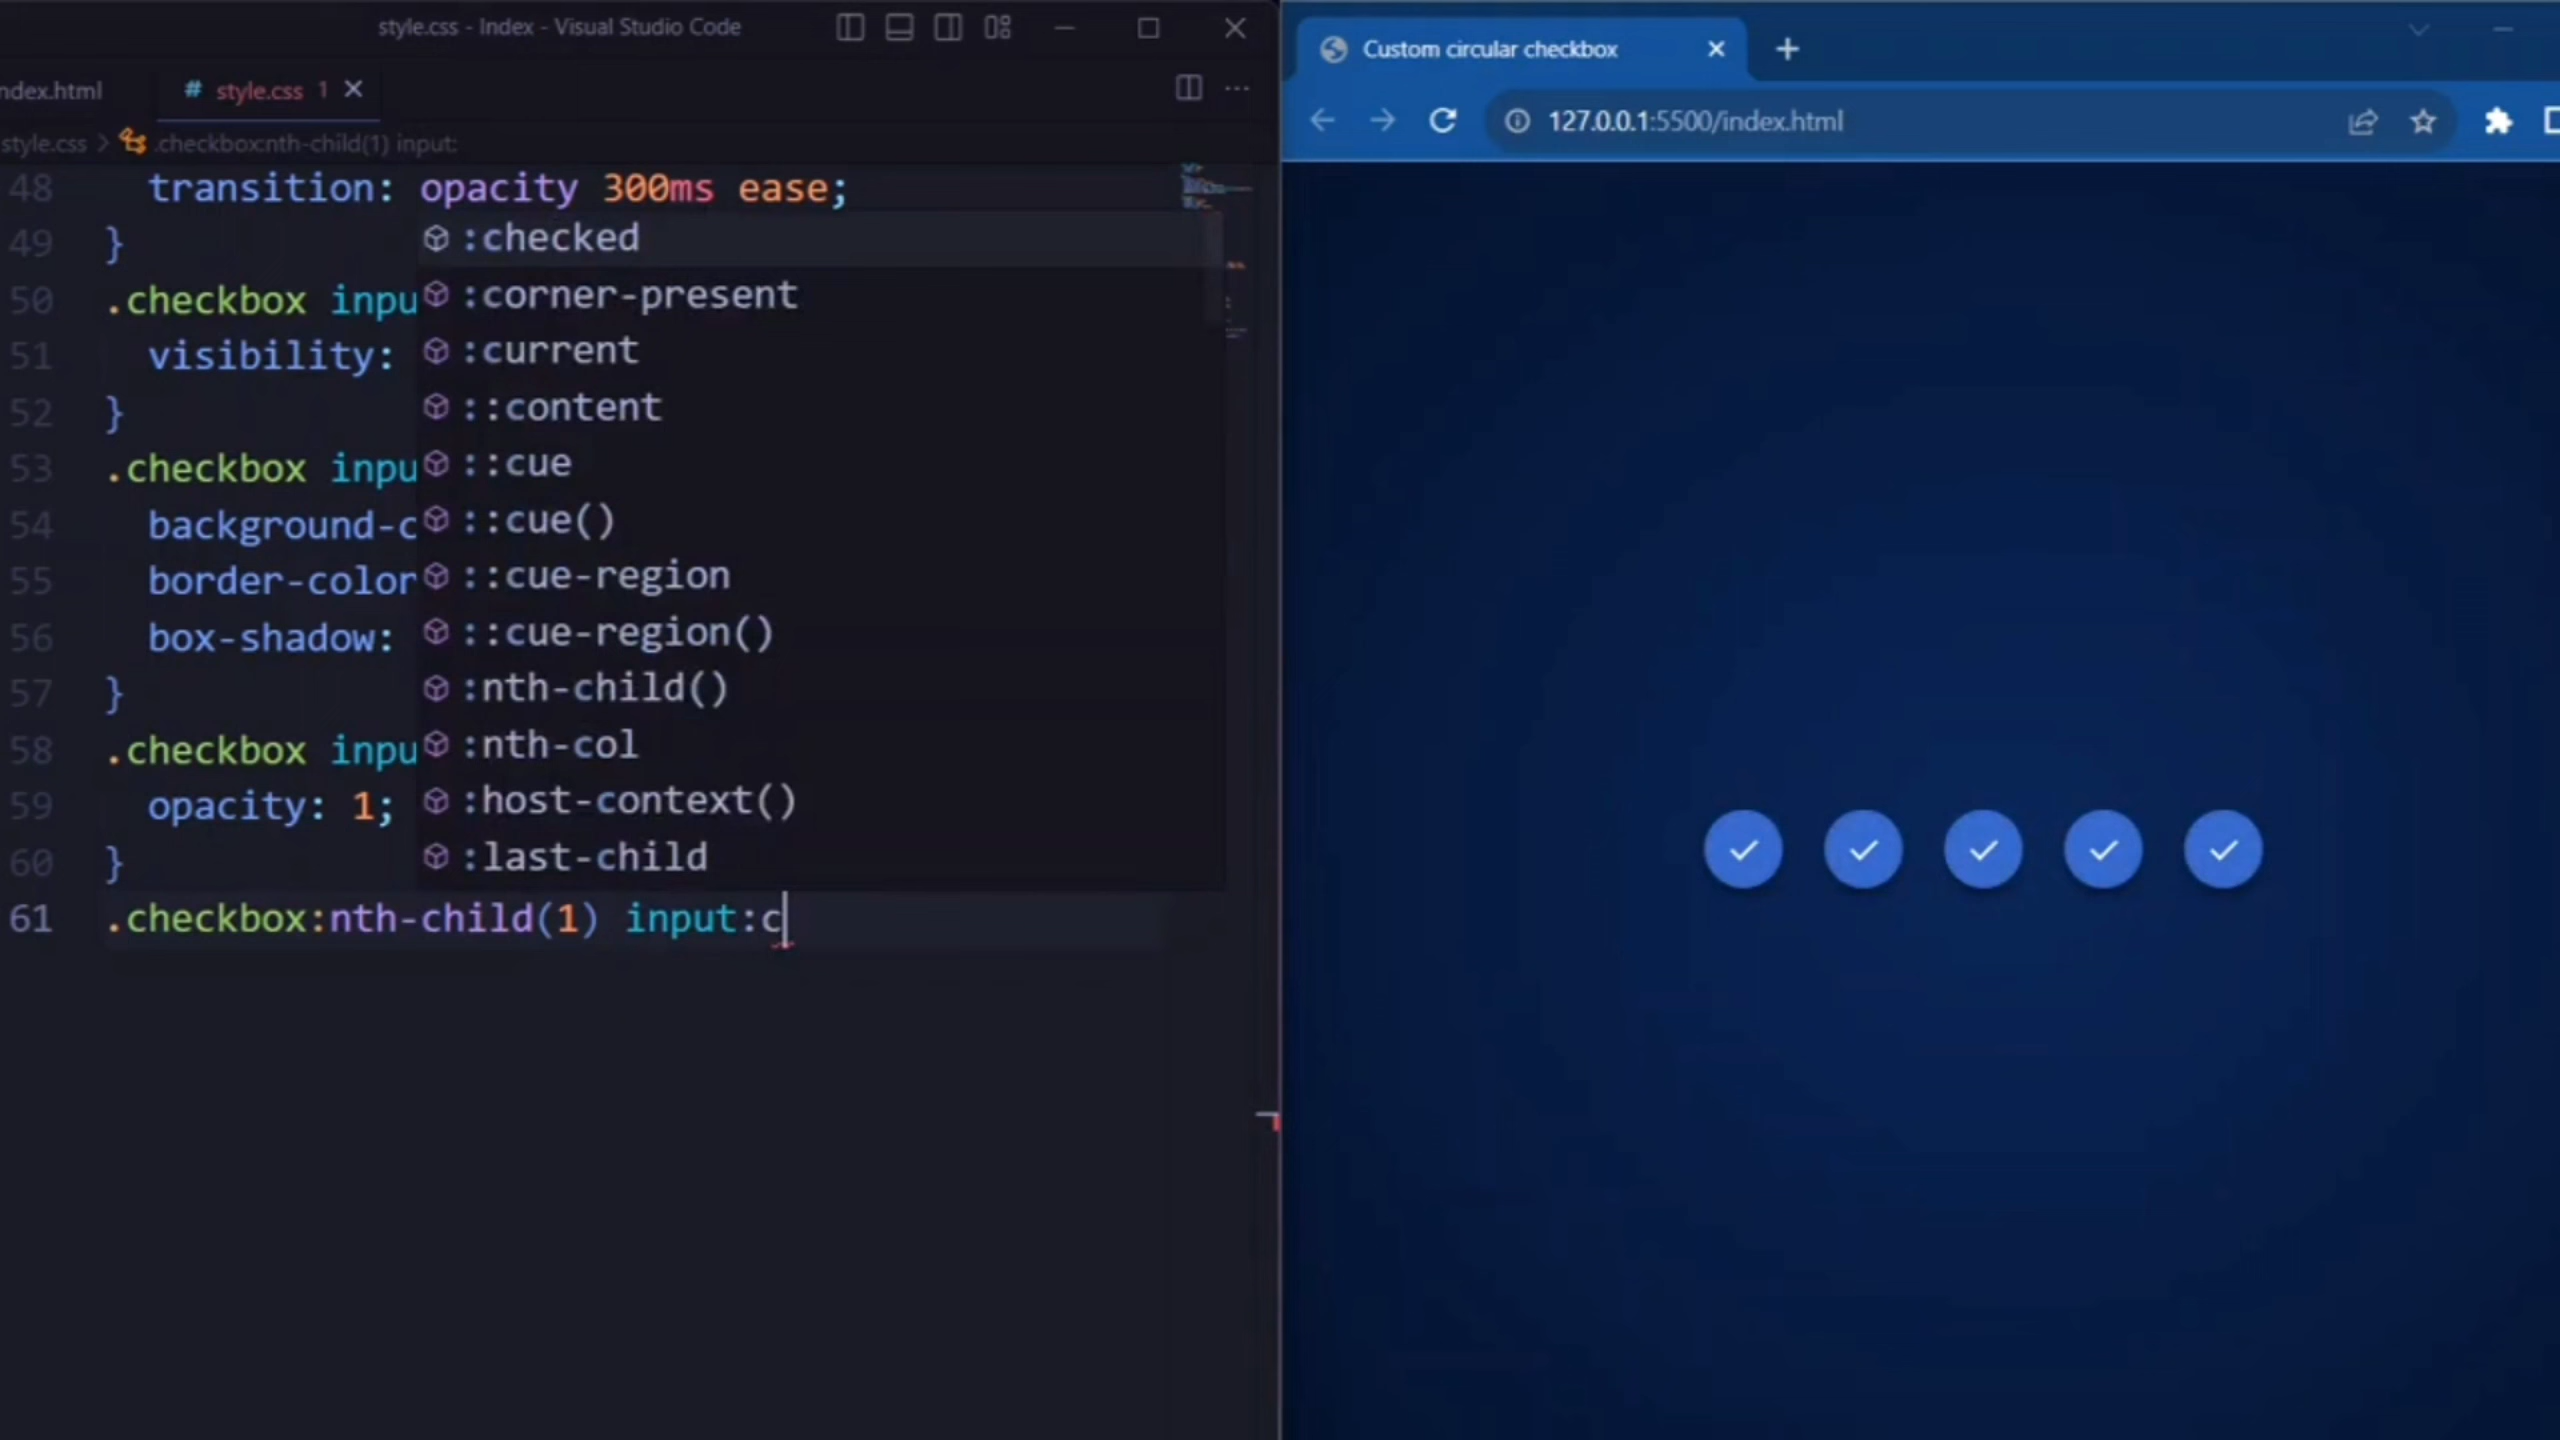 style.css - Index - Visual Studio Code
ndex.html
# style.css 1
style.css > .checkbox:nth-child(1) input:
48 transition: opacity 300ms ease;
49 }
50 .checkbox inpu
51 visibility:
52 }
53 .checkbox inpu
54 background-c
55 border-color
56 box-shadow:
57 }
58 .checkbox inpu
59 opacity: 1;
60 }
61 .checkbox:nth-child(1) input:c
:checked
:corner-present
:current
::content
::cue
::cue()
::cue-region
::cue-region()
:nth-child()
:nth-col
:host-context()
:last-child
Custom circular checkbox
127.0.0.1:5500/index.html